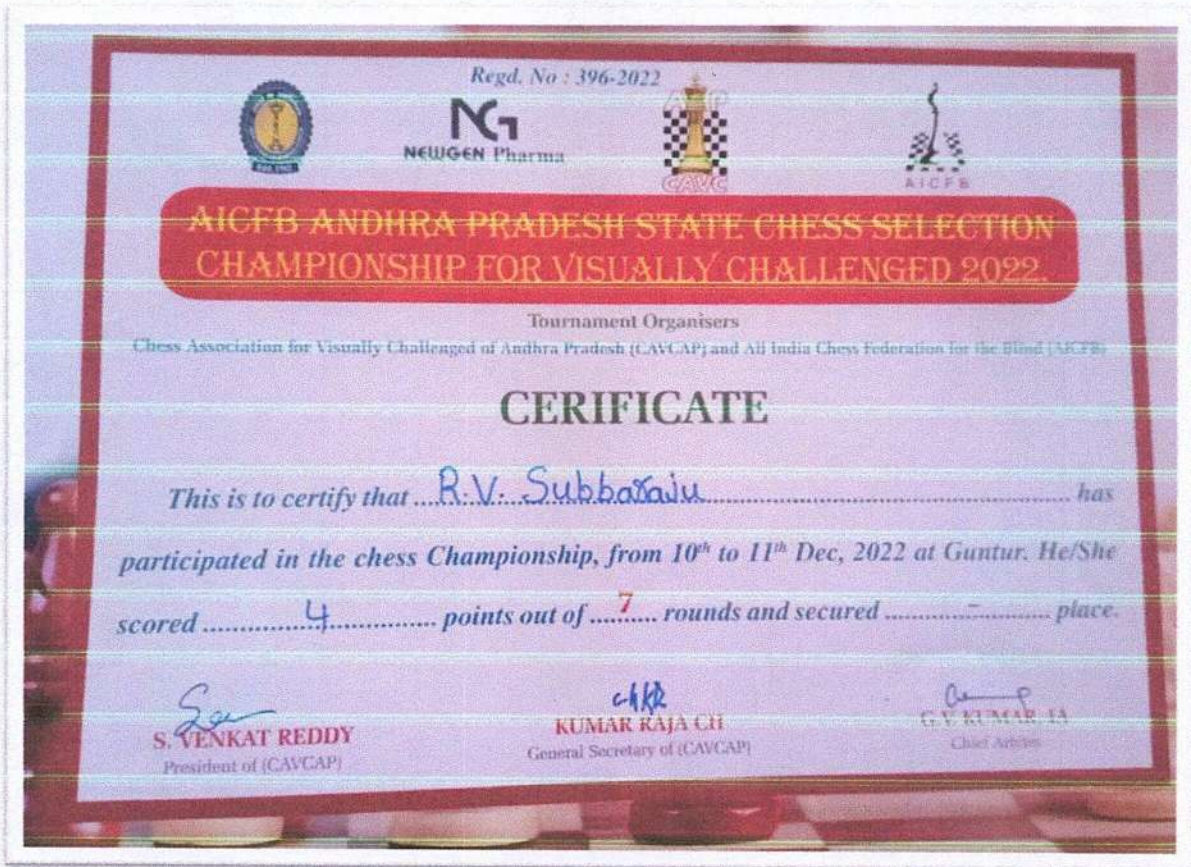 Regd. No : 396-2022
NG
NEWGEN Pharma
CAVC
AICFB
AICFB ANDHRA PRADESH STATE CHESS SELECTION
CHAMPIONSHIP FOR VISUALLY CHALLENGED 2022.
Tournament Organisers
Chess Association for Visually Challenged of Andhra Pradesh (CAVCAP) and All India Chess Federation for the Blind (AICFB)
CERIFICATE
This is to certify that ....R.V. Subbaraju.... has
participated in the chess Championship, from 10th to 11th Dec, 2022 at Guntur. He/She
scored ....4.... points out of ....7.... rounds and secured ....-.... place.
S. VENKAT REDDY
President of (CAVCAP)
KUMAR RAJA CH
General Secretary of (CAVCAP)
G.V. KUMAR, IA
Chief Arbiter